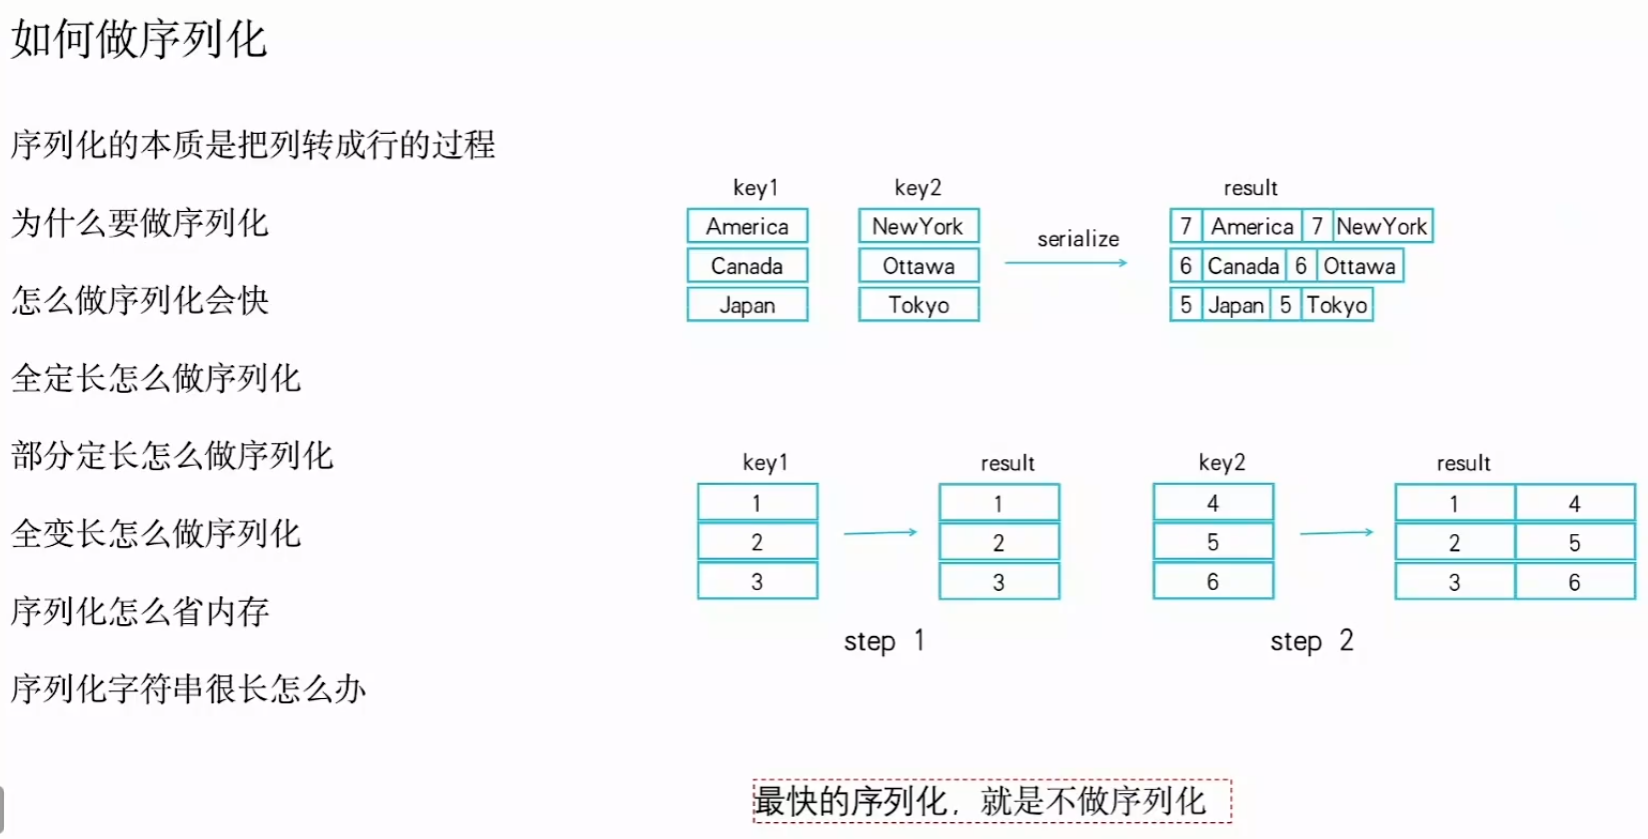 如何做序列化
序列化的本质是把列转成行的过程
为什么要做序列化
怎么做序列化会快
全定长怎么做序列化
部分定长怎么做序列化
全变长怎么做序列化
序列化怎么省内存
序列化字符串很长怎么办
key1 key2 result
America NewYork 7 America 7 NewYork
serialize
Canada Ottawa 6 Canada 6 Ottawa
Japan Tokyo 5 Japan 5 Tokyo
key1 result key2 result
1 1 4 1 4
2 2 5 2 5
3 3 6 3 6
step 1 step 2
最快的序列化，就是不做序列化